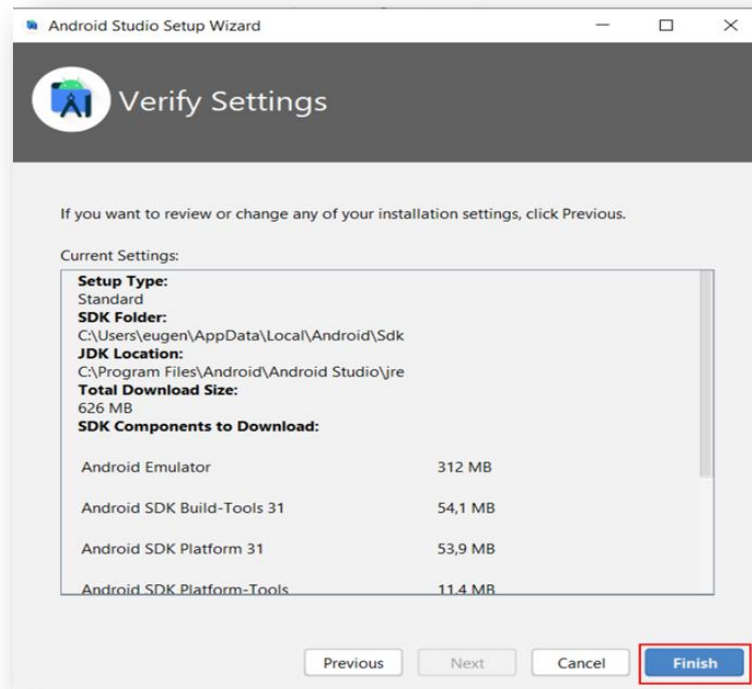 Android Studio Setup Wizard
Verify Settings
If you want to review or change any of your installation settings, click Previous.
Current Settings:
Setup Type:
Standard
SDK Folder:
C:\Users\eugen\AppData\Local\Android\Sdk
JDK Location:
C:\Program Files\Android\Android Studio\jre
Total Download Size:
626 MB
SDK Components to Download:
Android Emulator 312 MB
Android SDK Build-Tools 31 54,1 MB
Android SDK Platform 31 53,9 MB
Android SDK Platform-Tools 11,4 MB
Previous Next Cancel Finish